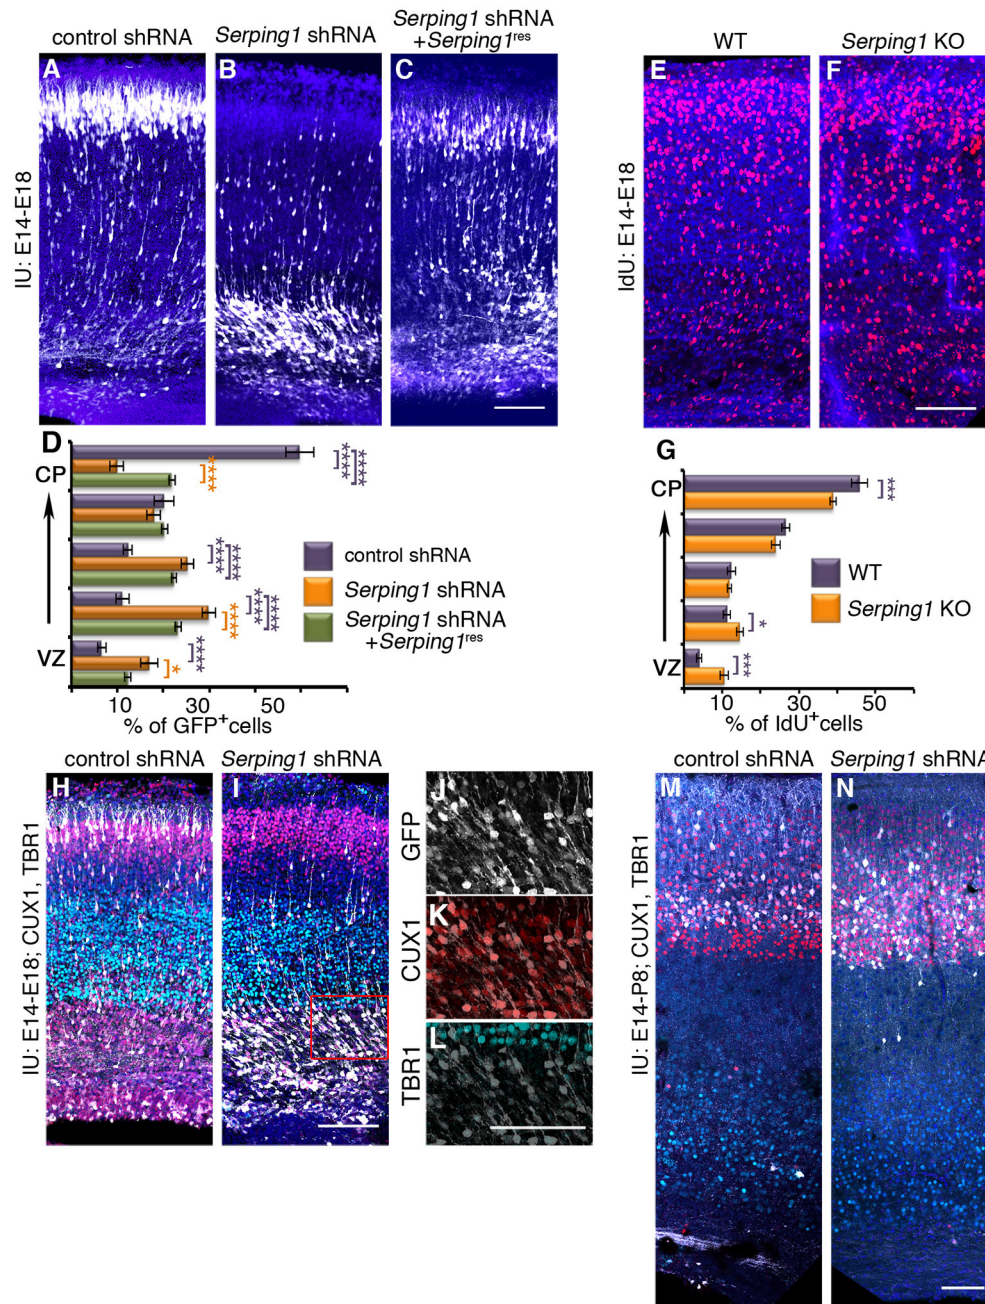 control shRNA
Serping1 shRNA
Serping1 shRNA
+Serping1res
WT
Serping1 KO
A
B
C
E
F
IU: E14-E18
IdU: E14-E18
D
CP
VZ
****
****
****
****
****
****
****
****
****
*
control shRNA
Serping1 shRNA
Serping1 shRNA
+Serping1res
10
30
50
% of GFP+cells
G
CP
VZ
***
*
***
WT
Serping1 KO
10
30
50
% of IdU+cells
control shRNA
Serping1 shRNA
H
I
J
K
L
IU: E14-E18; CUX1, TBR1
GFP
CUX1
TBR1
control shRNA
Serping1 shRNA
M
N
IU: E14-P8; CUX1, TBR1